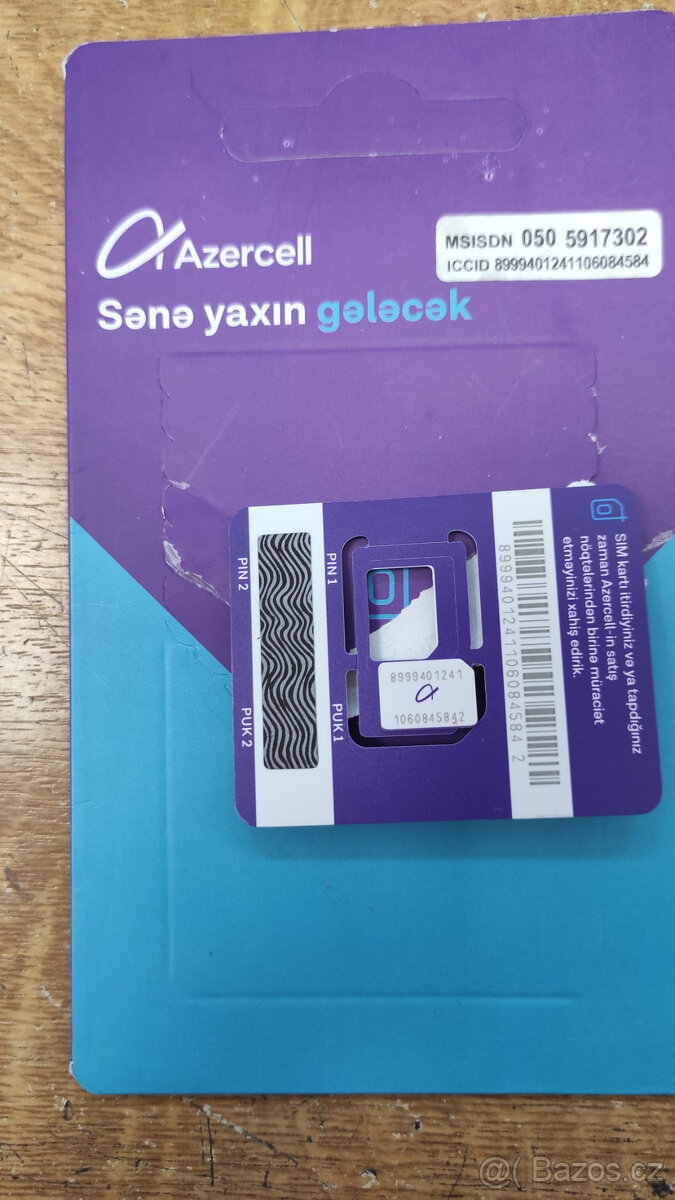 Azercell
MSISDN 050 5917302
ICCID 8999401241106084584
Sənə yaxın gələcək
PIN 1
PIN 2
PUK 1
PUK 2
8999401241
1060845842
8999401241106084584 2
SIM kartı itirdiyiniz və ya tapdığınız
zaman Azercell-in satış
nöqtələrindən birinə müraciət
etməyinizi xahiş edirik.
@( Bazoš.cz